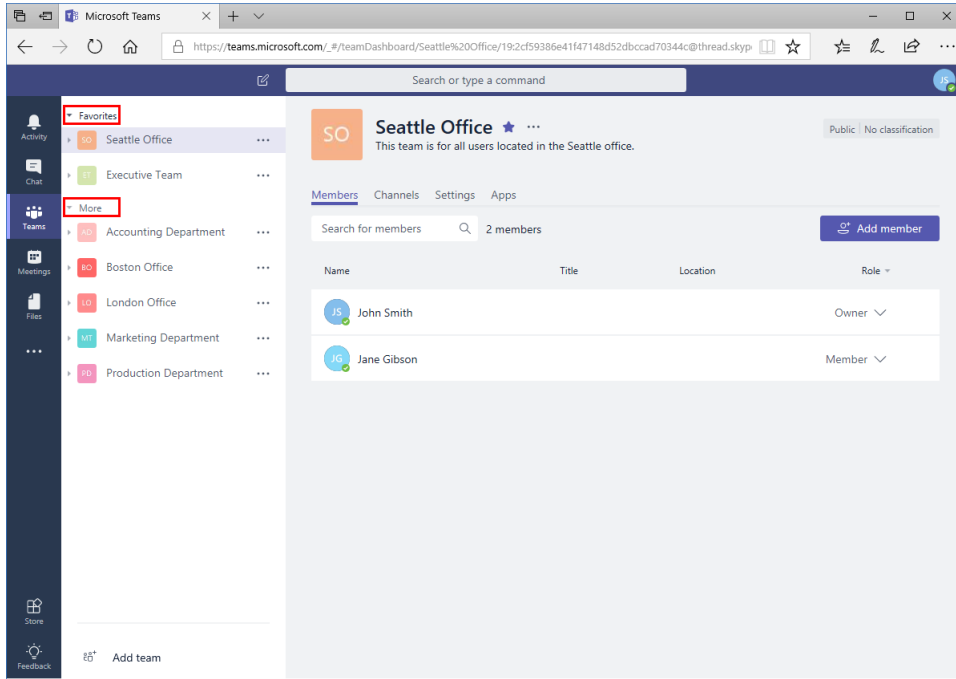 Microsoft Teams
https://teams.microsoft.com/_#/teamDashboard/Seattle%20Office/19:2cf59386e41f47148d52dbccad70344c@thread.skyp
Search or type a command
JS
Activity
Chat
Teams
Meetings
Files
Store
Feedback
Favorites
SO Seattle Office
ET Executive Team
More
AD Accounting Department
BO Boston Office
LO London Office
MT Marketing Department
PD Production Department
Add team
SO
Seattle Office
This team is for all users located in the Seattle office.
Public No classification
Members Channels Settings Apps
Search for members 2 members Add member
Name Title Location Role
JS John Smith Owner
JG Jane Gibson Member